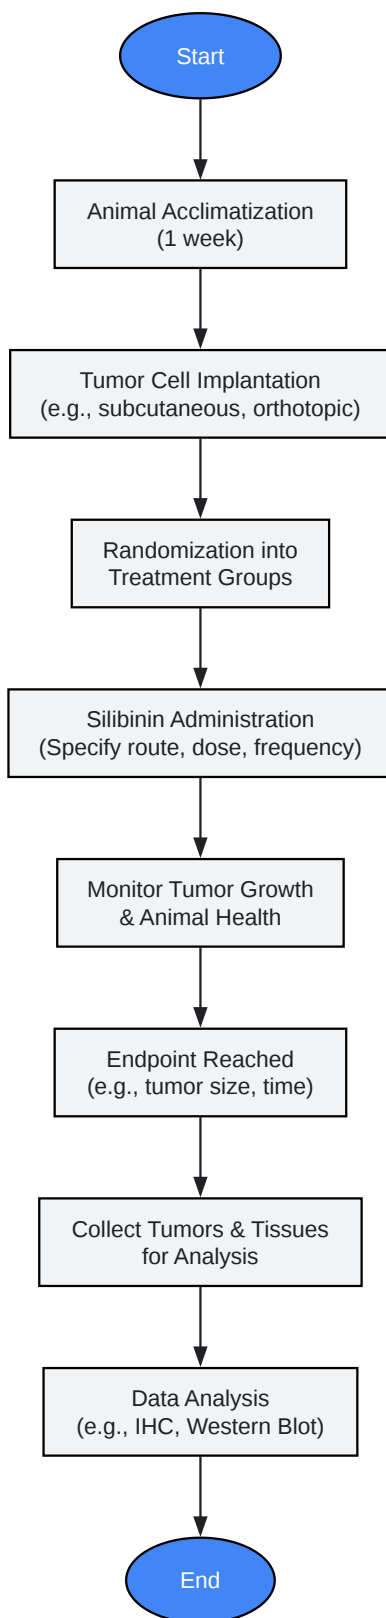 Start
Animal Acclimatization
(1 week)
Tumor Cell Implantation
(e.g., subcutaneous, orthotopic)
Randomization into
Treatment Groups
Silibinin Administration
(Specify route, dose, frequency)
Monitor Tumor Growth
& Animal Health
Endpoint Reached
(e.g., tumor size, time)
Collect Tumors & Tissues
for Analysis
Data Analysis
(e.g., IHC, Western Blot)
End